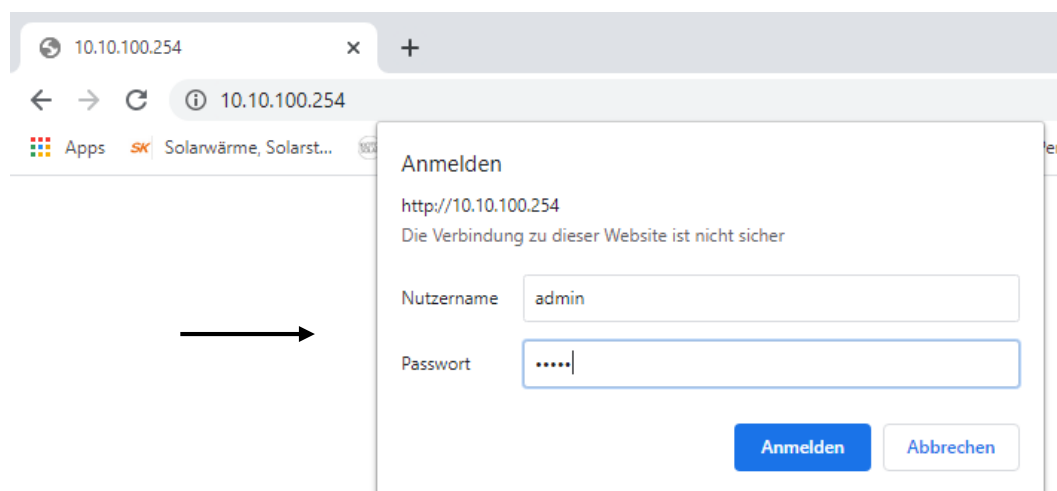 10.10.100.254
10.10.100.254
Apps SK Solarwärme, Solarst...
Anmelden
http://10.10.100.254
Die Verbindung zu dieser Website ist nicht sicher
Nutzername admin
Passwort •••••
Anmelden Abbrechen